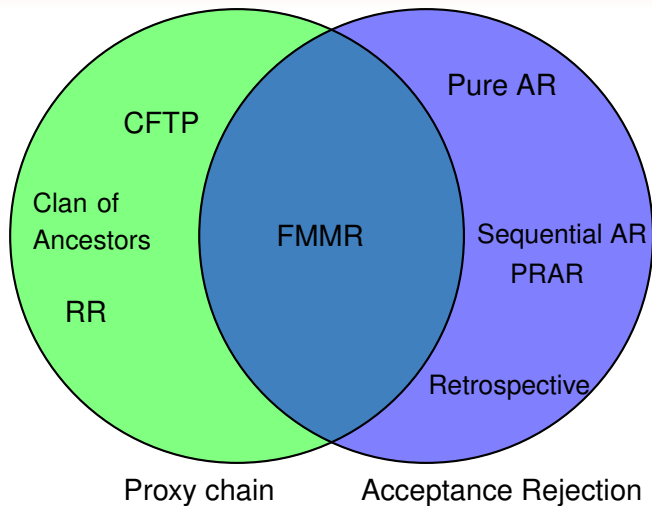 Pure AR
CFTP
Clan of
Ancestors
FMMR
Sequential AR
PRAR
RR
Retrospective
Proxy chain
Acceptance Rejection